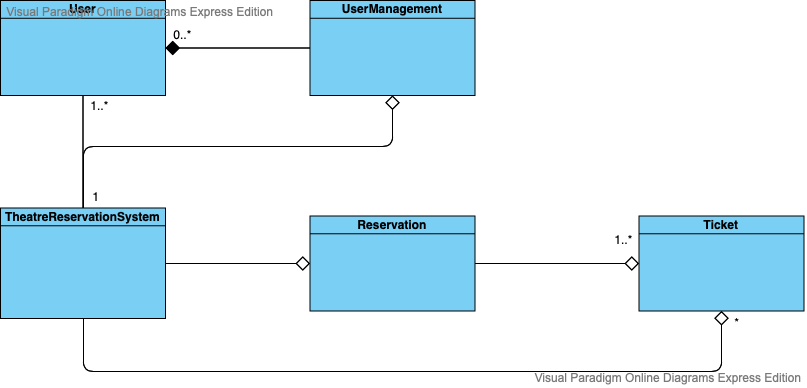 User
Visual Paradigm Online Diagrams Express Edition
UserManagement
0..*
1..*
1
TheatreReservationSystem
Reservation
Ticket
1..*
*
Visual Paradigm Online Diagrams Express Edition